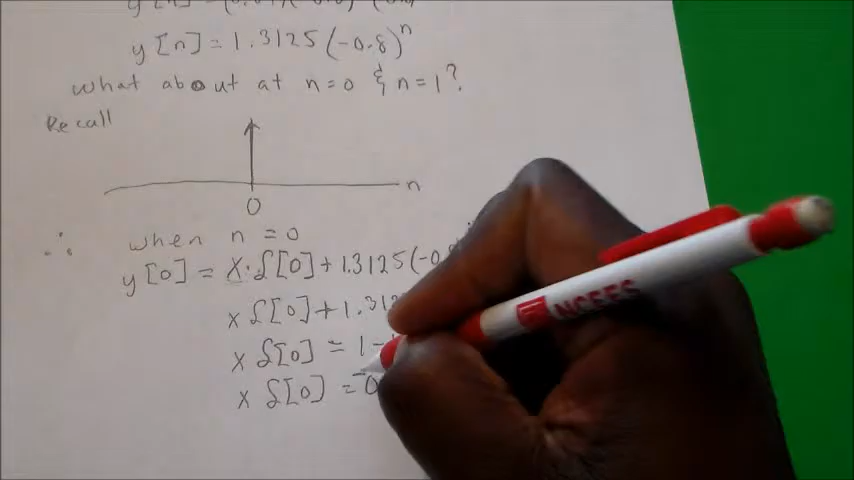 y[n] = 1.3125(-0.8)^n
What about at n=0 & n=1?
Recall
n
0
∴ when n = 0
y[0] = X·δ[0] + 1.3125(-0
x δ[0] + 1.312
x δ[0] = 1 -
x δ[0] = -0
NCEES